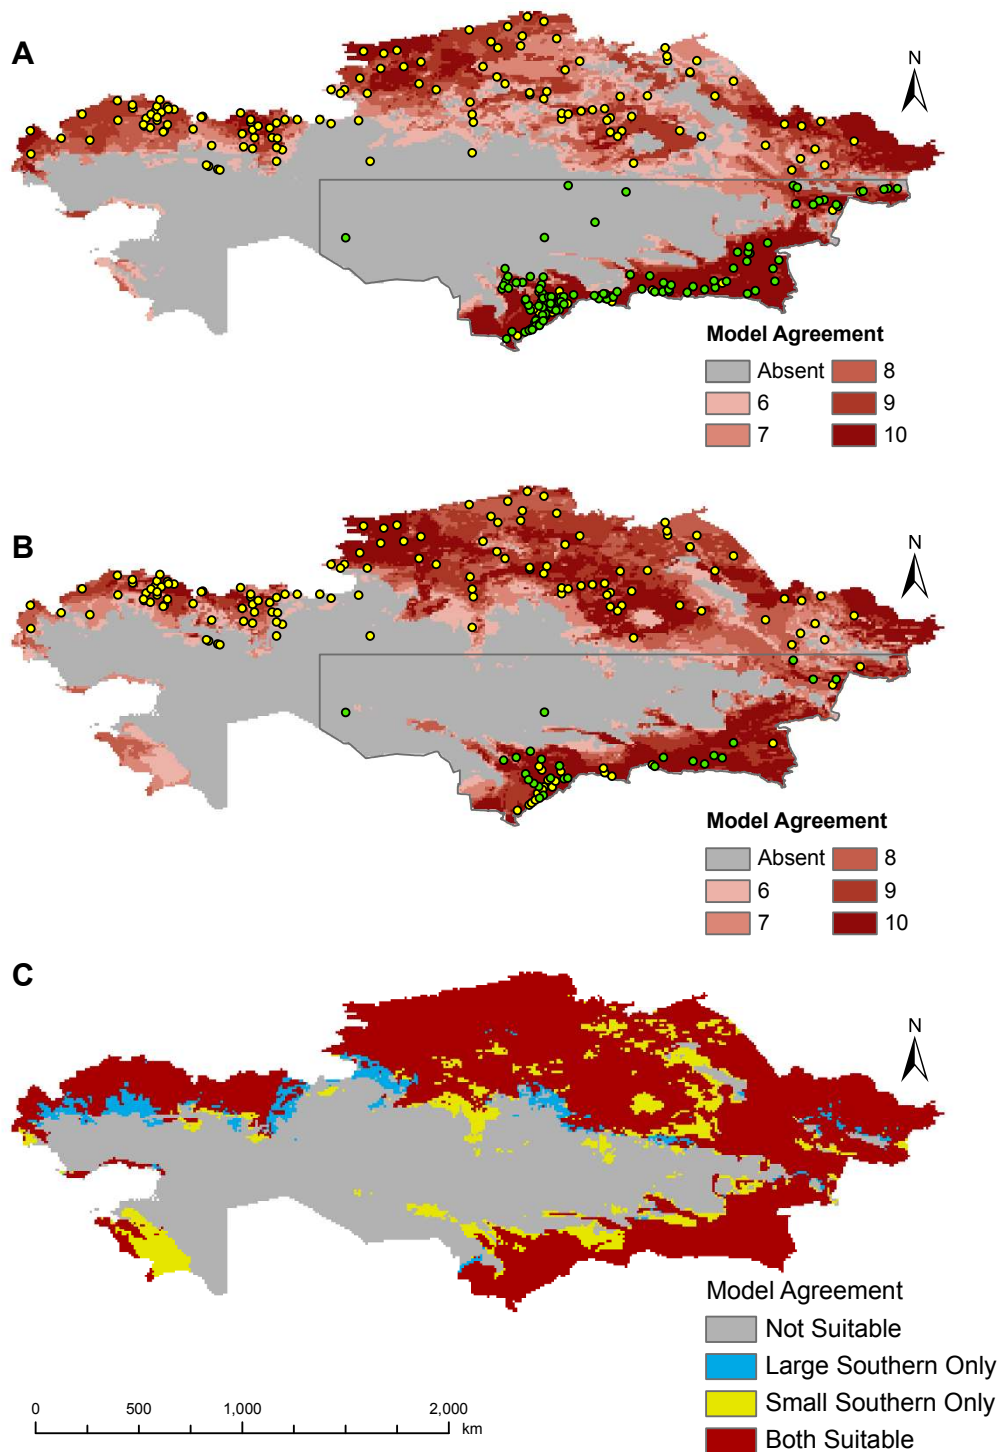 A
N
Model Agreement
Absent 8
6 9
7 10
B
N
Model Agreement
Absent 8
6 9
7 10
C
N
Model Agreement
Not Suitable
Large Southern Only
Small Southern Only
Both Suitable
0 500 1,000 2,000
km